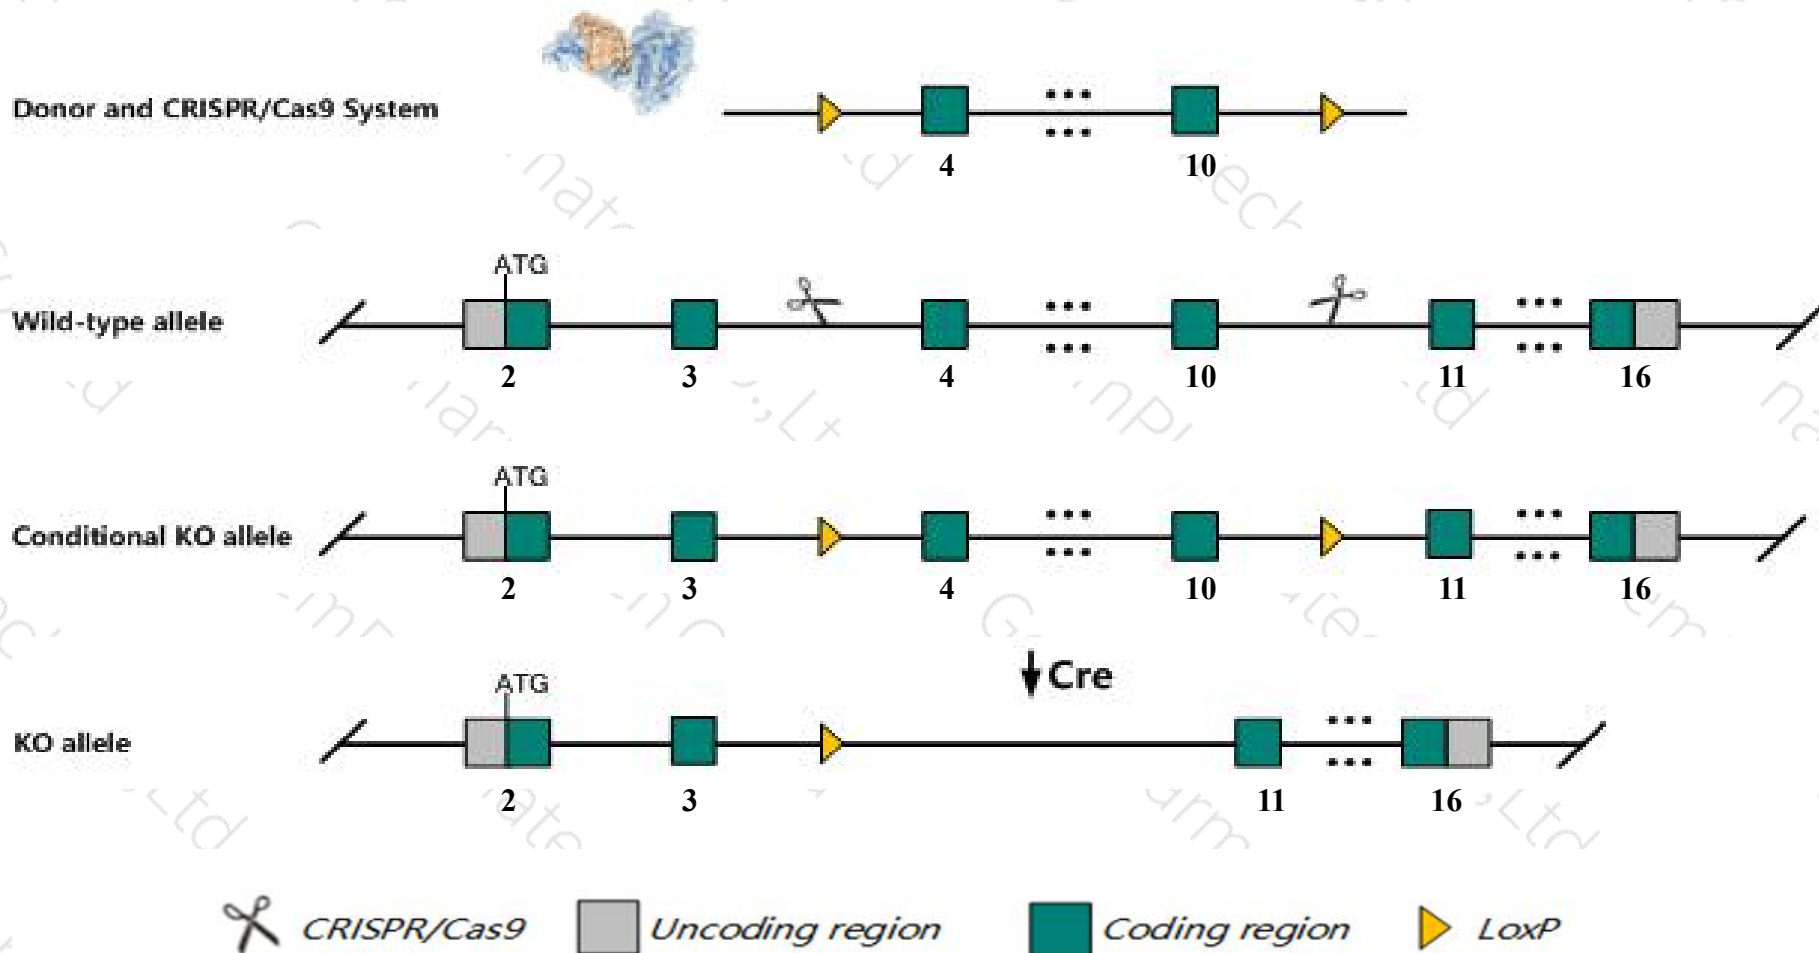 Donor and CRISPR/Cas9 System
4 10
ATG
Wild-type allele
2 3 4 10 11 16
ATG
Conditional KO allele
2 3 4 10 11 16
Cre
ATG
KO allele
2 3 11 16
CRISPR/Cas9 Uncoding region Coding region LoxP